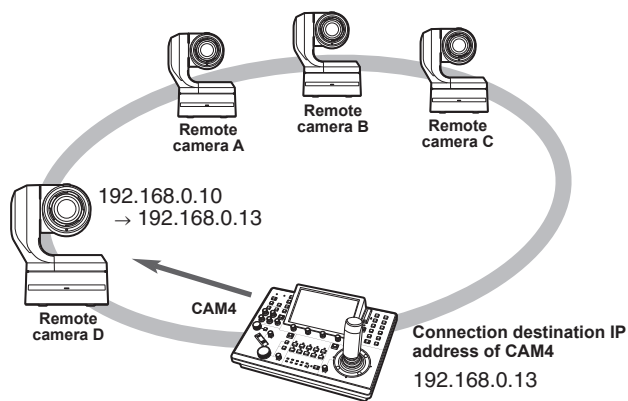 Remote
camera A
Remote
camera B
Remote
camera C
192.168.0.10
→ 192.168.0.13
Remote
camera D
CAM4
Connection destination IP
address of CAM4
192.168.0.13